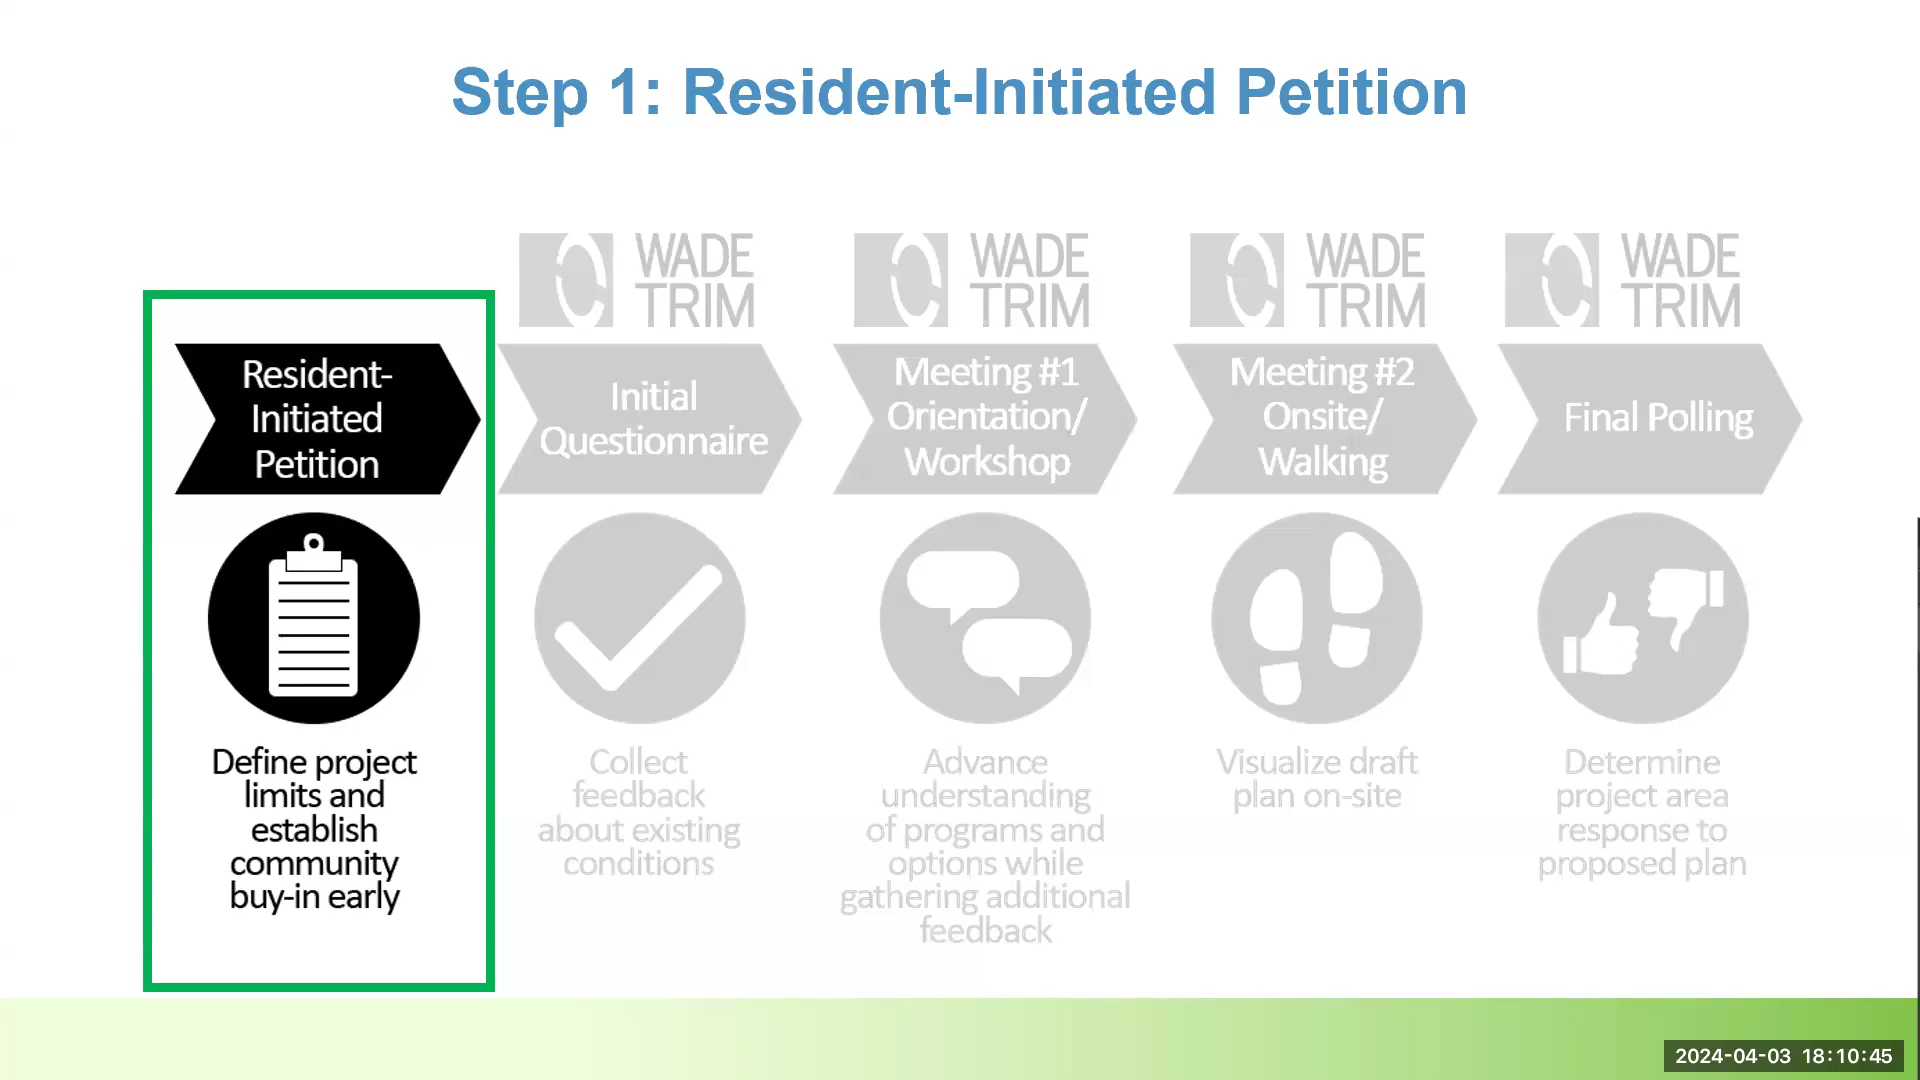 Step 1: Resident-Initiated Petition
WADE
TRIM
WADE
TRIM
WADE
TRIM
WADE
TRIM
Resident-
Initiated
Petition
Initial
Questionnaire
Meeting #1
Orientation/
Workshop
Meeting #2
Onsite/
Walking
Final Polling
Define project
limits and
establish
community
buy-in early
Collect
feedback
about existing
conditions
Advance
understanding
of programs and
options while
gathering additional
feedback
Visualize draft
plan on-site
Determine
project area
response to
proposed plan
2024-04-03 18:10:45